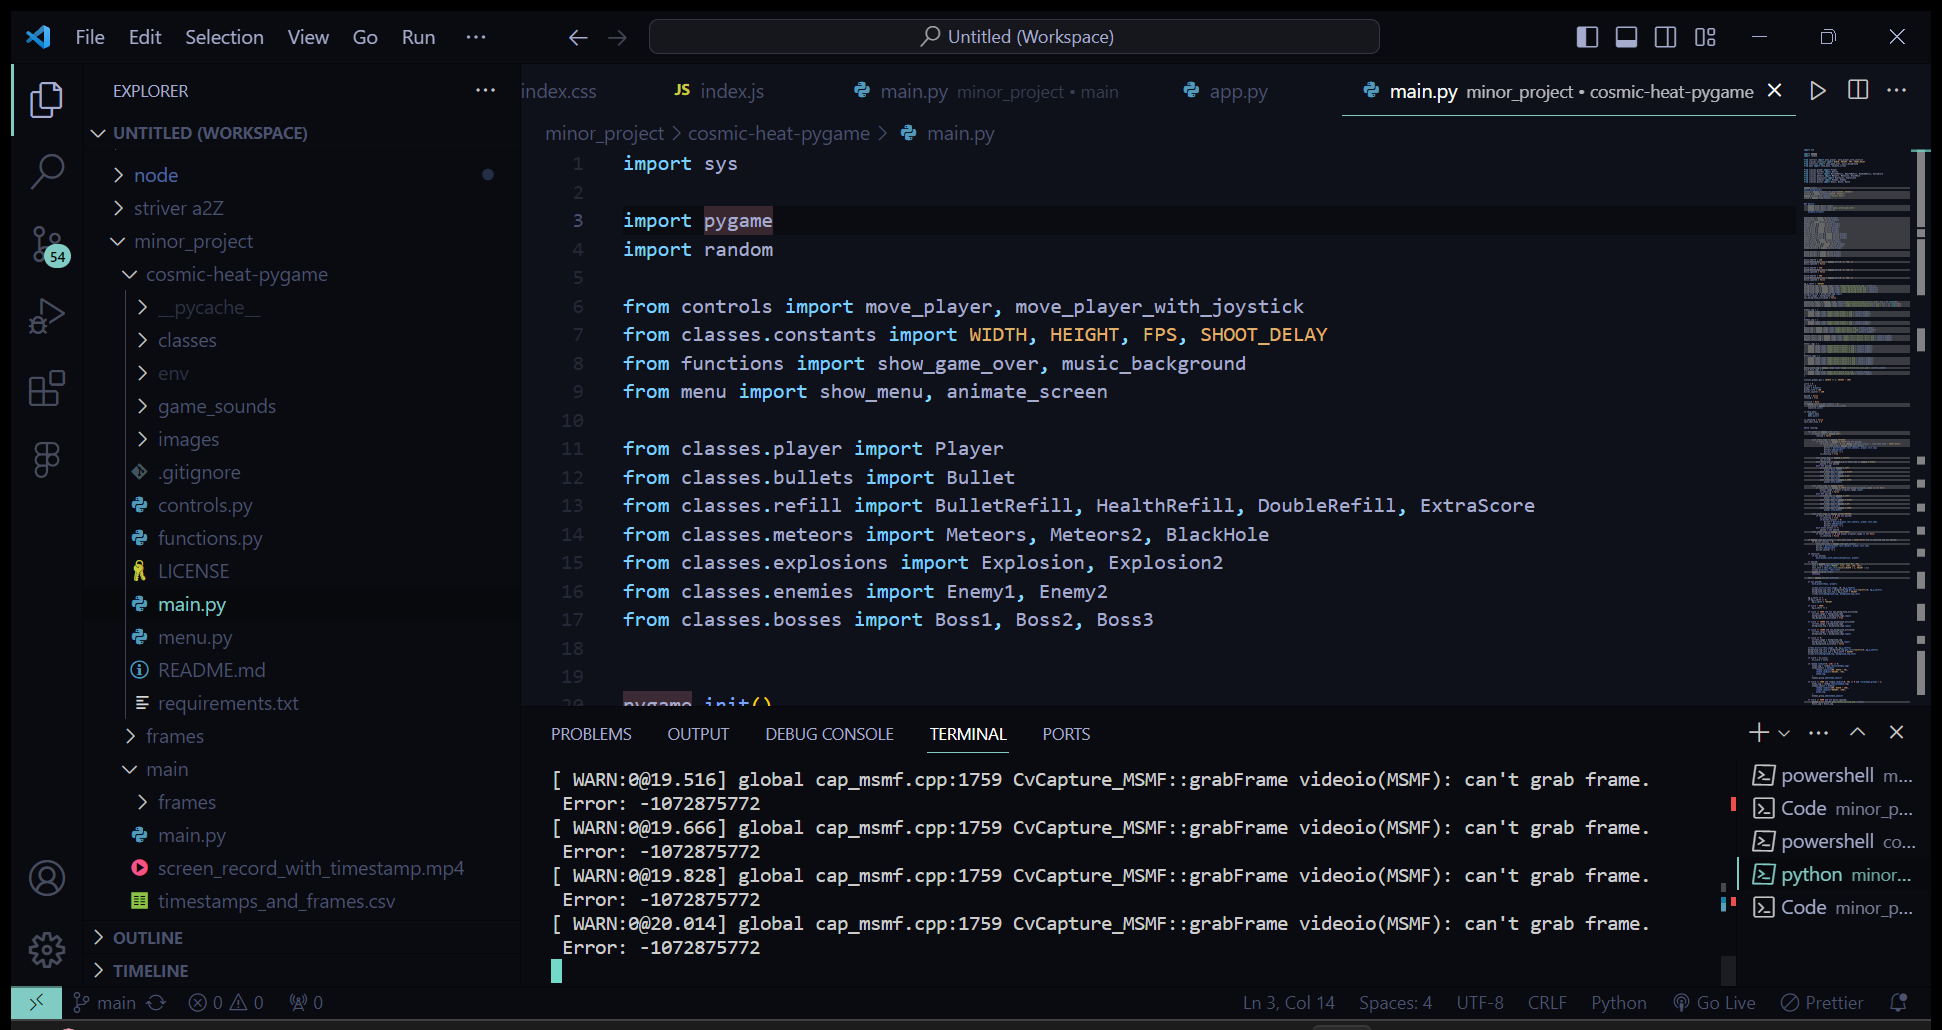 File Edit Selection View Go Run ···
Untitled (Workspace)
EXPLORER
UNTITLED (WORKSPACE)
node
striver a2Z
minor_project
cosmic-heat-pygame
__pycache__
classes
env
game_sounds
images
.gitignore
controls.py
functions.py
LICENSE
main.py
menu.py
README.md
requirements.txt
frames
main
frames
main.py
screen_record_with_timestamp.mp4
timestamps_and_frames.csv
OUTLINE
TIMELINE
54
index.css
JS index.js
main.py minor_project • main
app.py
main.py minor_project • cosmic-heat-pygame
minor_project > cosmic-heat-pygame > main.py
1 import sys
2
3 import pygame
4 import random
5
6 from controls import move_player, move_player_with_joystick
7 from classes.constants import WIDTH, HEIGHT, FPS, SHOOT_DELAY
8 from functions import show_game_over, music_background
9 from menu import show_menu, animate_screen
10
11 from classes.player import Player
12 from classes.bullets import Bullet
13 from classes.refill import BulletRefill, HealthRefill, DoubleRefill, ExtraScore
14 from classes.meteors import Meteors, Meteors2, BlackHole
15 from classes.explosions import Explosion, Explosion2
16 from classes.enemies import Enemy1, Enemy2
17 from classes.bosses import Boss1, Boss2, Boss3
18
19
20 pygame.init()
PROBLEMS OUTPUT DEBUG CONSOLE TERMINAL PORTS
[ WARN:0@19.516] global cap_msmf.cpp:1759 CvCapture_MSMF::grabFrame videoio(MSMF): can't grab frame.
Error: -1072875772
[ WARN:0@19.666] global cap_msmf.cpp:1759 CvCapture_MSMF::grabFrame videoio(MSMF): can't grab frame.
Error: -1072875772
[ WARN:0@19.828] global cap_msmf.cpp:1759 CvCapture_MSMF::grabFrame videoio(MSMF): can't grab frame.
Error: -1072875772
[ WARN:0@20.014] global cap_msmf.cpp:1759 CvCapture_MSMF::grabFrame videoio(MSMF): can't grab frame.
Error: -1072875772
powershell m...
Code minor_p...
powershell co...
python minor...
Code minor_p...
main 0 0 0
Ln 3, Col 14 Spaces: 4 UTF-8 CRLF Python Go Live Prettier